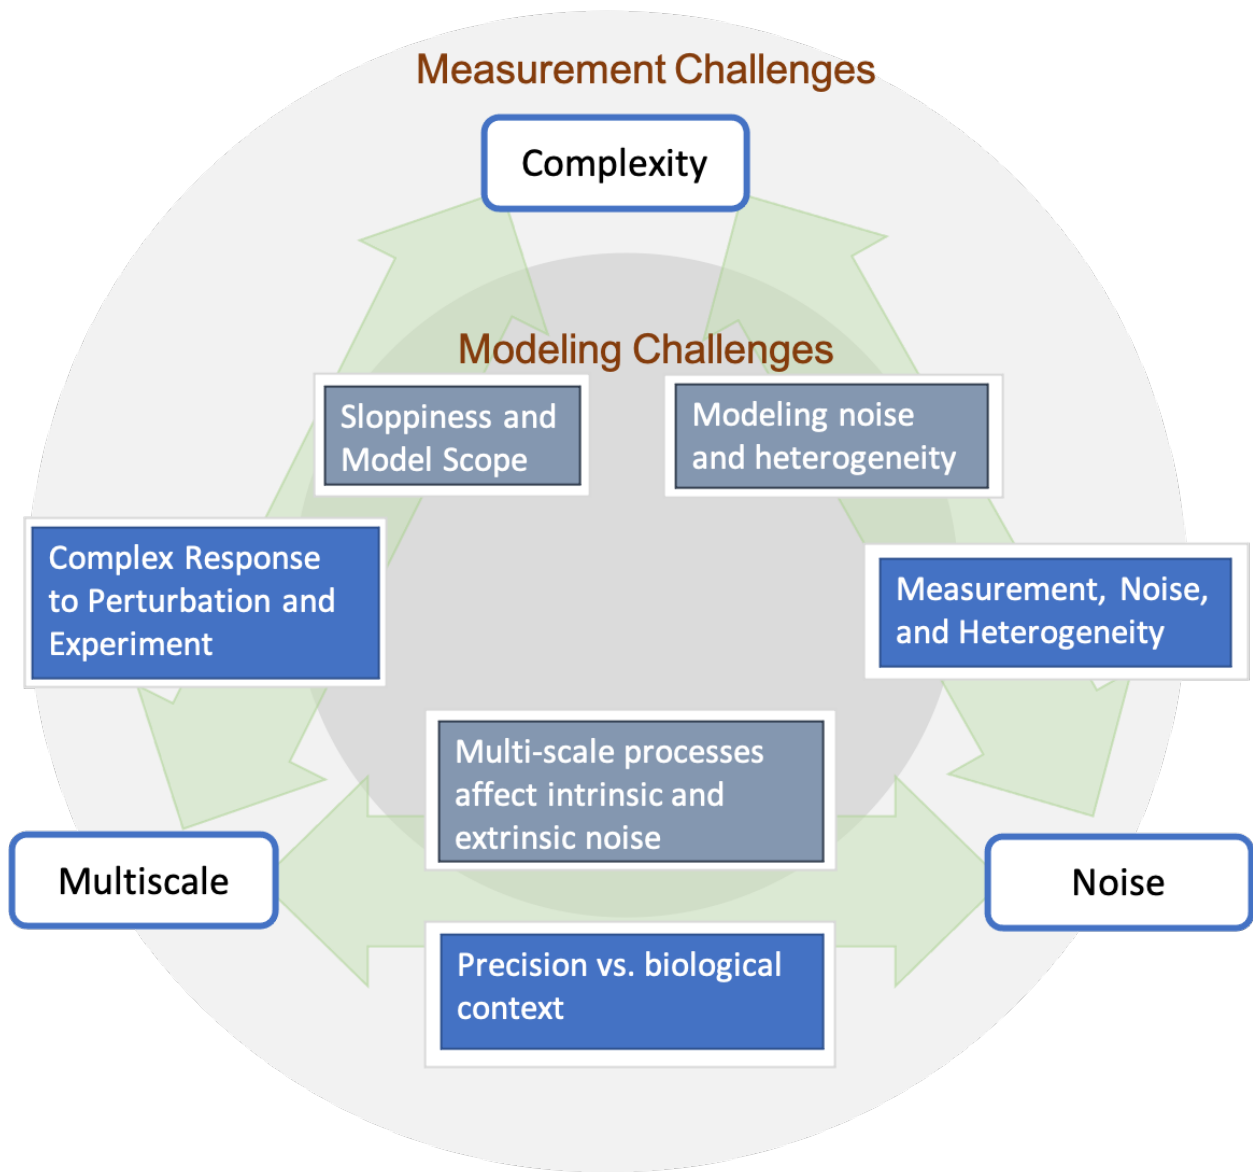 Measurement Challenges
Complexity
Modeling Challenges
Sloppiness and
Model Scope
Modeling noise
and heterogeneity
Complex Response
to Perturbation and
Experiment
Measurement, Noise,
and Heterogeneity
Multi-scale processes
affect intrinsic and
extrinsic noise
Multiscale
Noise
Precision vs. biological
context